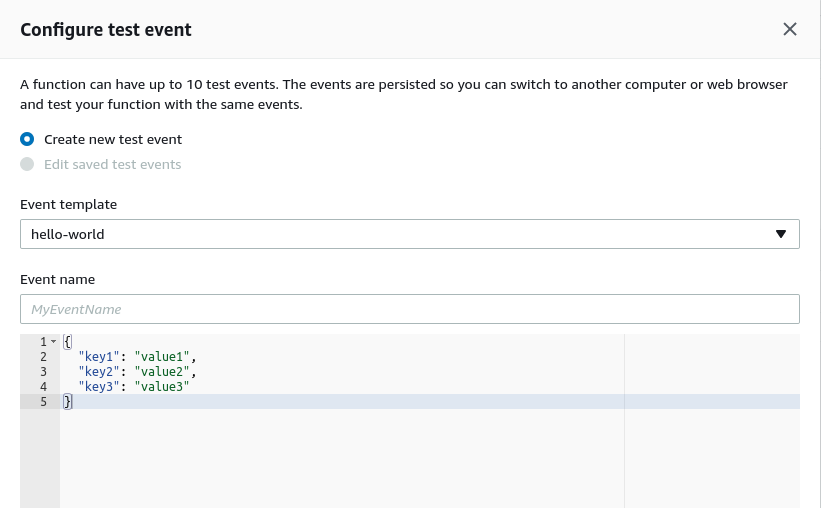 Configure test event
A function can have up to 10 test events. The events are persisted so you can switch to another computer or web browser
and test your function with the same events.
Create new test event
Edit saved test events
Event template
hello-world
Event name
MyEventName
1 {
2 "key1": "value1",
3 "key2": "value2",
4 "key3": "value3"
5 }